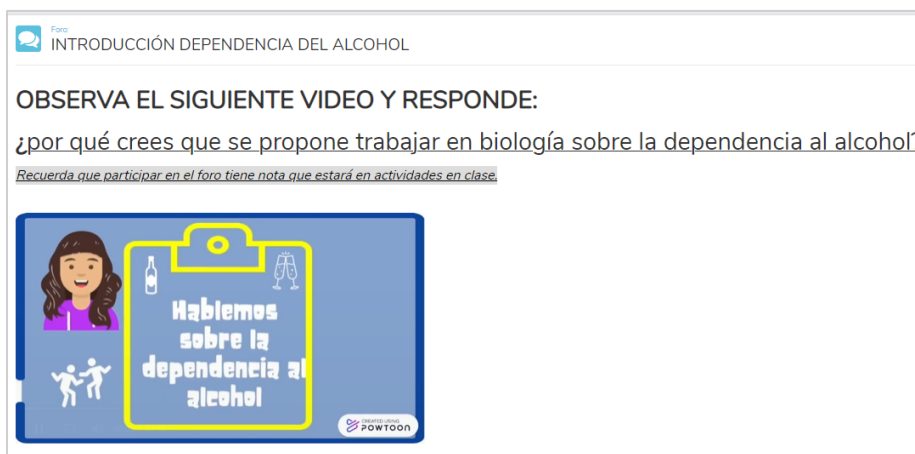 Foro
INTRODUCCIÓN DEPENDENCIA DEL ALCOHOL
OBSERVA EL SIGUIENTE VIDEO Y RESPONDE:
¿por qué crees que se propone trabajar en biología sobre la dependencia al alcohol?
Recuerda que participar en el foro tiene nota que estará en actividades en clase.
Hablemos
sobre la
dependencia al
alcohol
CREATED USING
POWTOON